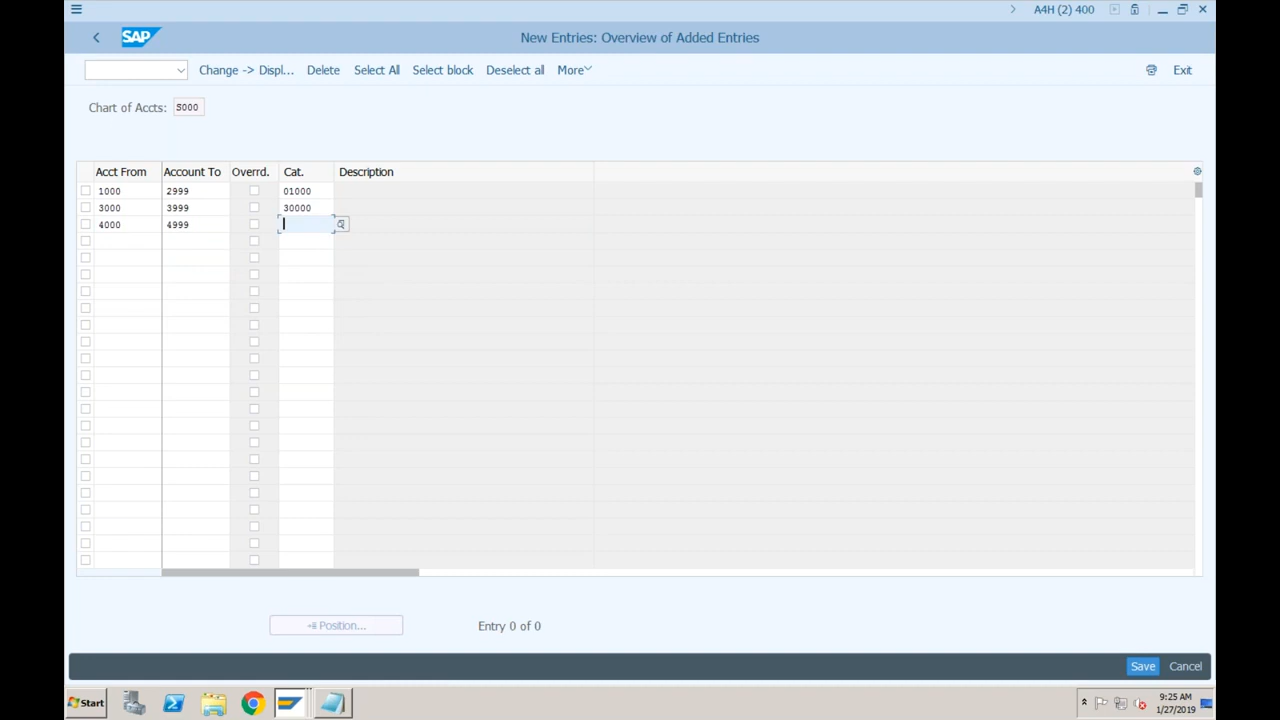 A4H (2) 400
SAP
New Entries: Overview of Added Entries
Change -> Displ... Delete Select All Select block Deselect all More Exit
Chart of Accts: S000
Acct From Account To Overrd. Cat. Description
1000 2999 01000
3000 3999 30000
4000 4999
Position... Entry 0 of 0
Save Cancel
Start
9:25 AM
1/27/2019